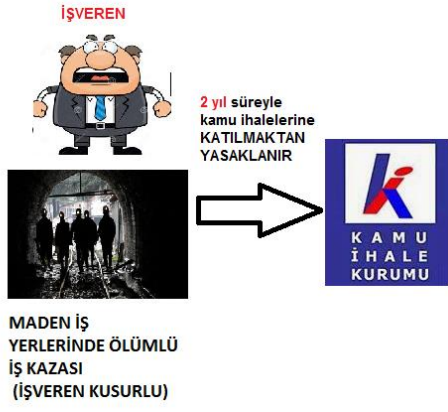 İŞVEREN
2 yıl süreyle
kamu ihalelerine
KATILMAKTAN
YASAKLANIR
KAMU
İHALE
KURUMU
MADEN İŞ
YERLERİNDE ÖLÜMLÜ
İŞ KAZASI
(İŞVEREN KUSURLU)